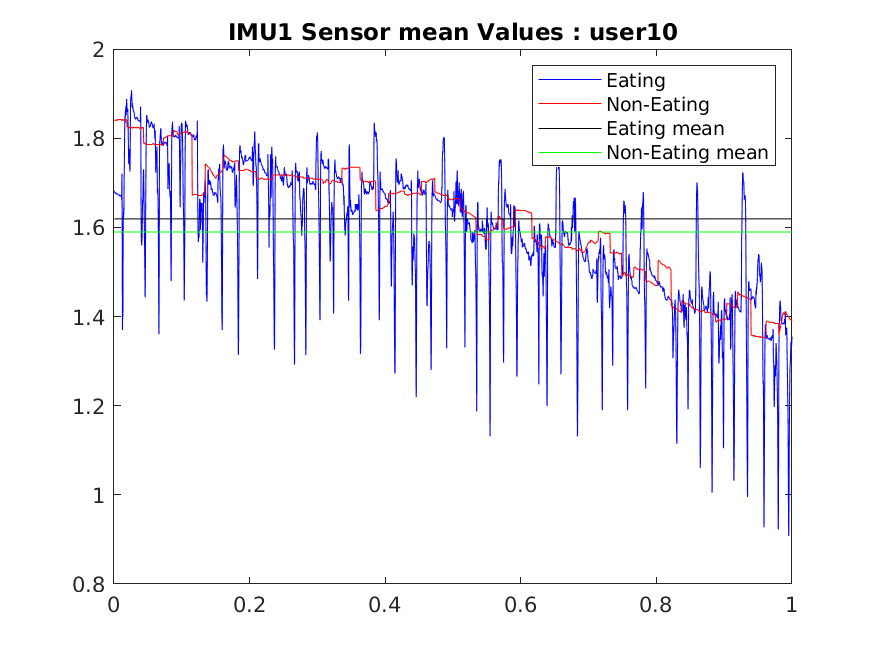 IMU1 Sensor mean Values : user10
2
Eating
Non-Eating
Eating mean
Non-Eating mean
1.8
1.6
1.4
1.2
1
0.8
0 0.2 0.4 0.6 0.8 1